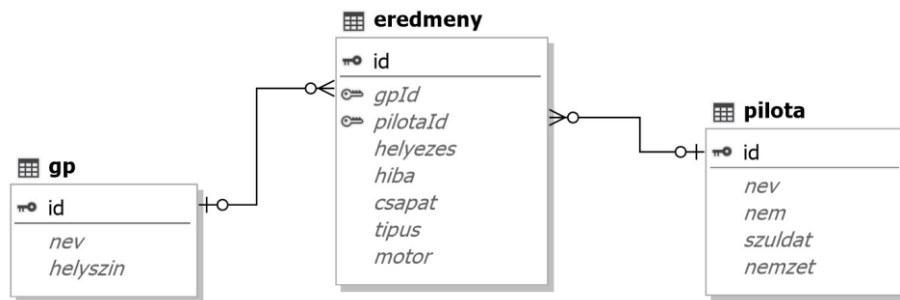 gp
id
nev
helyszin
eredmeny
id
gpId
pilotaId
helyezes
hiba
csapat
tipus
motor
pilota
id
nev
nem
szuldat
nemzet